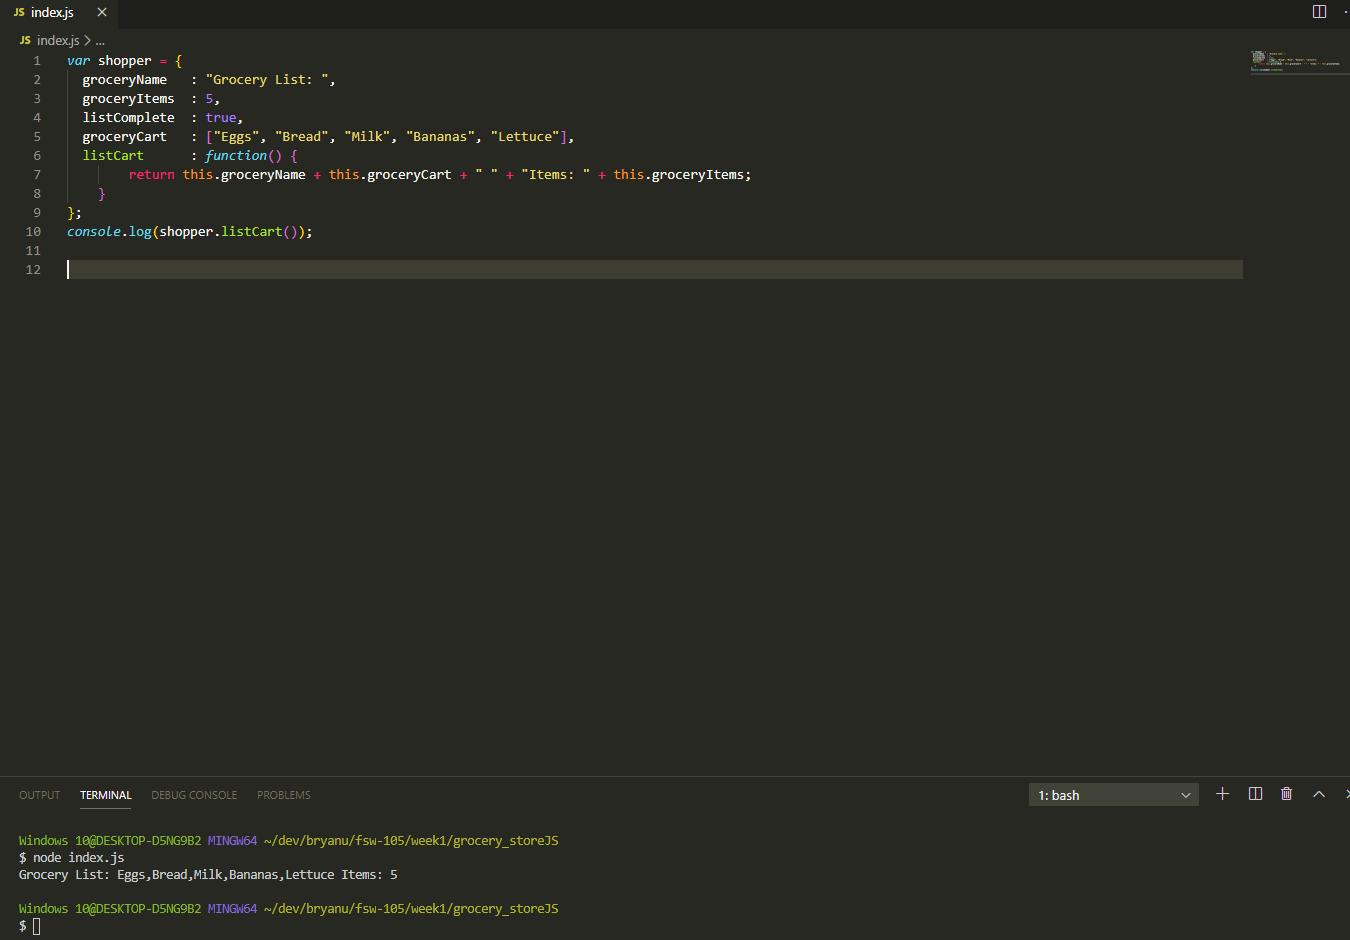 JS index.js ×
JS index.js > ...
1 var shopper = {
2 groceryName : "Grocery List: ",
3 groceryItems : 5,
4 listComplete : true,
5 groceryCart : ["Eggs", "Bread", "Milk", "Bananas", "Lettuce"],
6 listCart : function() {
7 return this.groceryName + this.groceryCart + " " + "Items: " + this.groceryItems;
8 }
9 };
10 console.log(shopper.listCart());
11
12
OUTPUT TERMINAL DEBUG CONSOLE PROBLEMS 1: bash
Windows 10@DESKTOP-D5NG9B2 MINGW64 ~/dev/bryanu/fsw-105/week1/grocery_storeJS
$ node index.js
Grocery List: Eggs,Bread,Milk,Bananas,Lettuce Items: 5
Windows 10@DESKTOP-D5NG9B2 MINGW64 ~/dev/bryanu/fsw-105/week1/grocery_storeJS
$